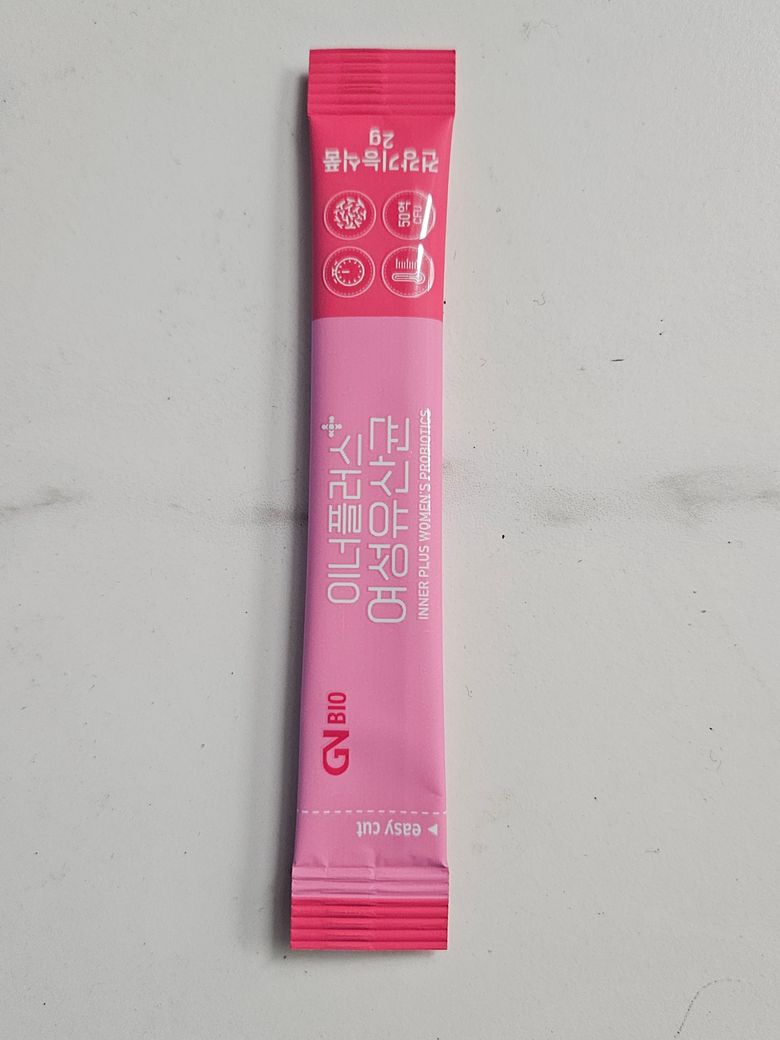 건강기능식품
2g
50억
CFU
이너플러스
여성유산균
INNER PLUS WOMEN'S PROBIOTICS
GN BIO
easy cut